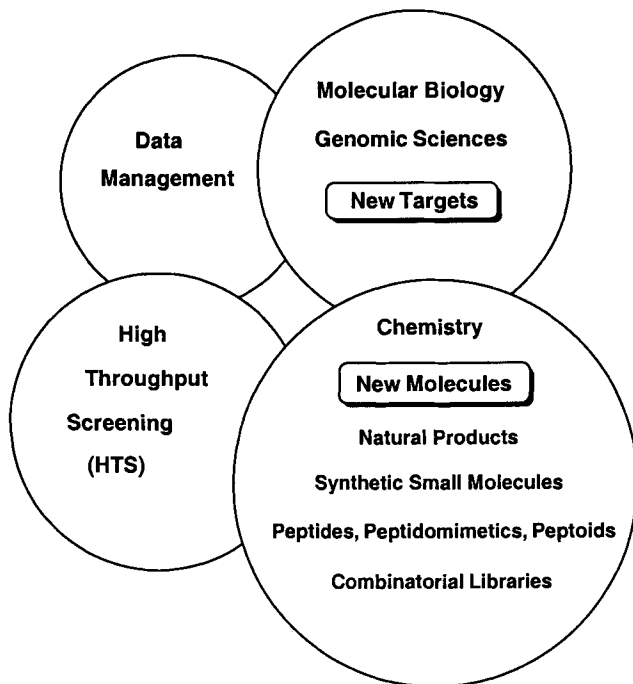 Data
Management
Molecular Biology
Genomic Sciences
New Targets
High
Throughput
Screening
(HTS)
Chemistry
New Molecules
Natural Products
Synthetic Small Molecules
Peptides, Peptidomimetics, Peptoids
Combinatorial Libraries